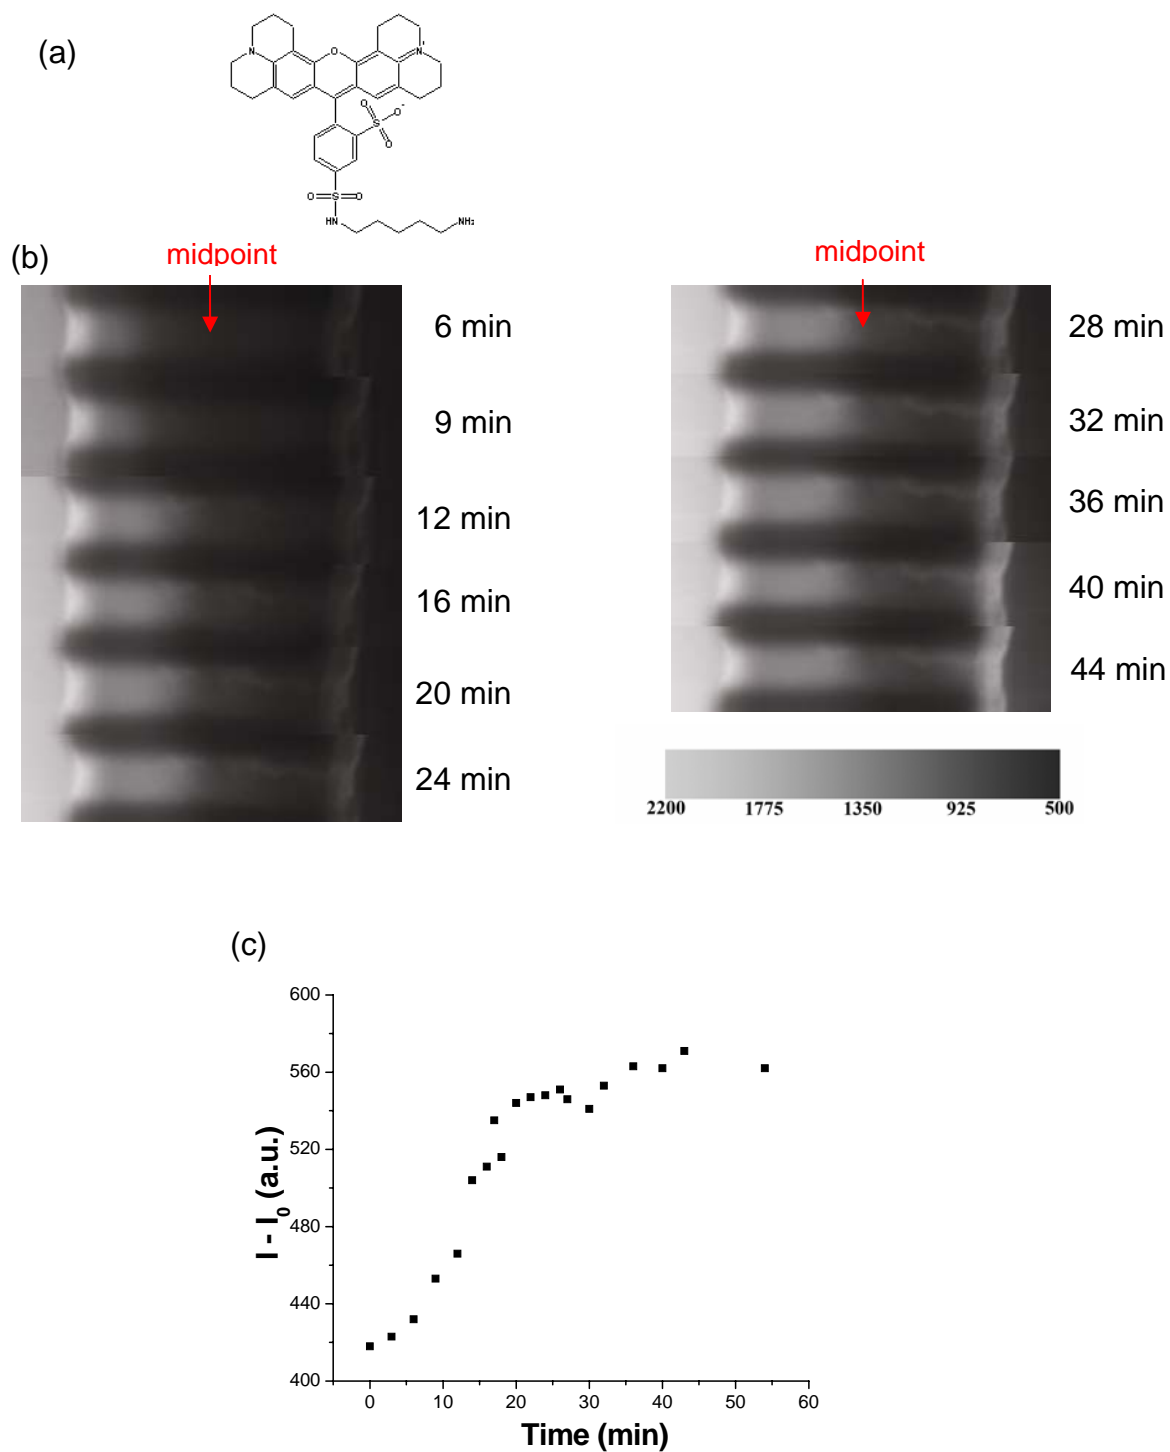 (a)
N
O
N+
O
O-
S
O
O
S
O
HN
NH2
(b)
midpoint
6 min
9 min
12 min
16 min
20 min
24 min
midpoint
28 min
32 min
36 min
40 min
44 min
2200 1775 1350 925 500
(c)
600
560
520
480
440
400
I - I0 (a.u.)
0 10 20 30 40 50 60
Time (min)